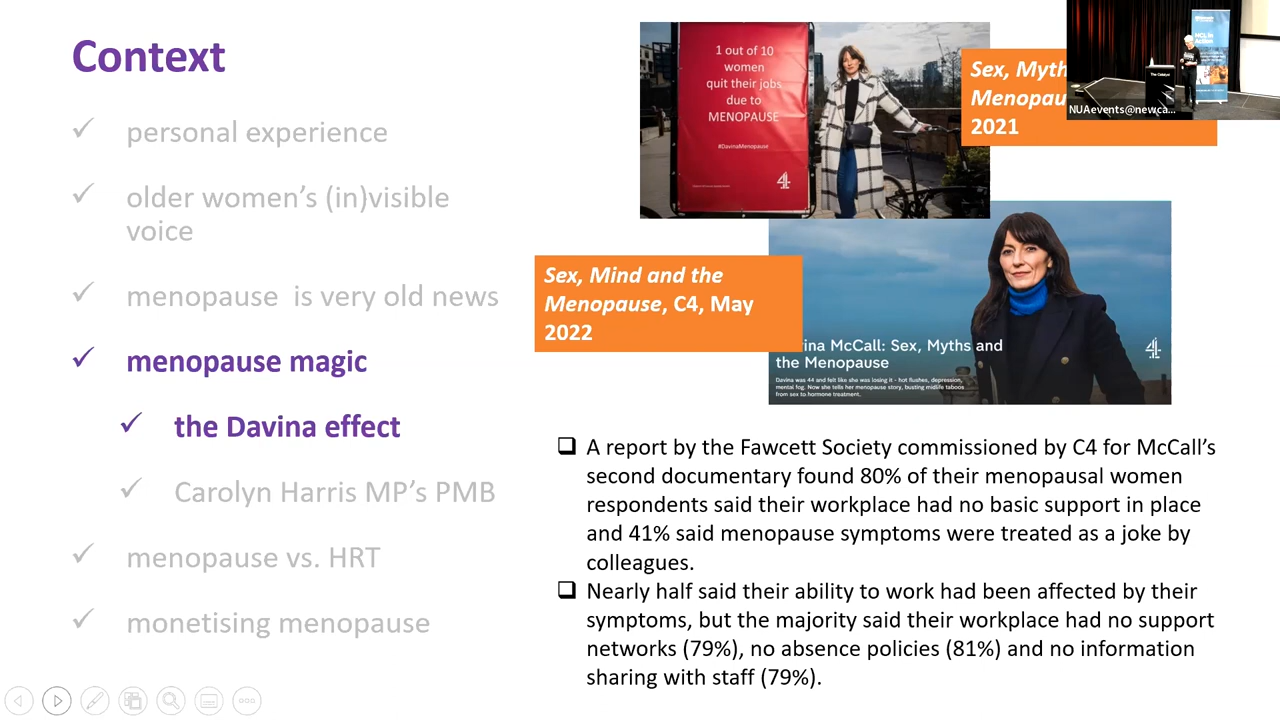 Context
personal experience
older women's (in)visible
voice
menopause is very old news
menopause magic
the Davina effect
Carolyn Harris MP's PMB
menopause vs. HRT
monetising menopause
1 out of 10
women
quit their jobs
due to
MENOPAUSE
#DavinaMenopause
4
Sex, Myth
Menopau
2021
NUAevents@newca...
The Catalyst
HCI in
Action
Sex, Mind and the
Menopause, C4, May
2022
ina McCall: Sex, Myths and
the Menopause
Davina was 44 and felt like she was losing it - hot flushes, depression,
mental fog. Now she tells her menopause story, busting midlife taboos
from sex to hormone treatment.
4
A report by the Fawcett Society commissioned by C4 for McCall's
second documentary found 80% of their menopausal women
respondents said their workplace had no basic support in place
and 41% said menopause symptoms were treated as a joke by
colleagues.
Nearly half said their ability to work had been affected by their
symptoms, but the majority said their workplace had no support
networks (79%), no absence policies (81%) and no information
sharing with staff (79%).